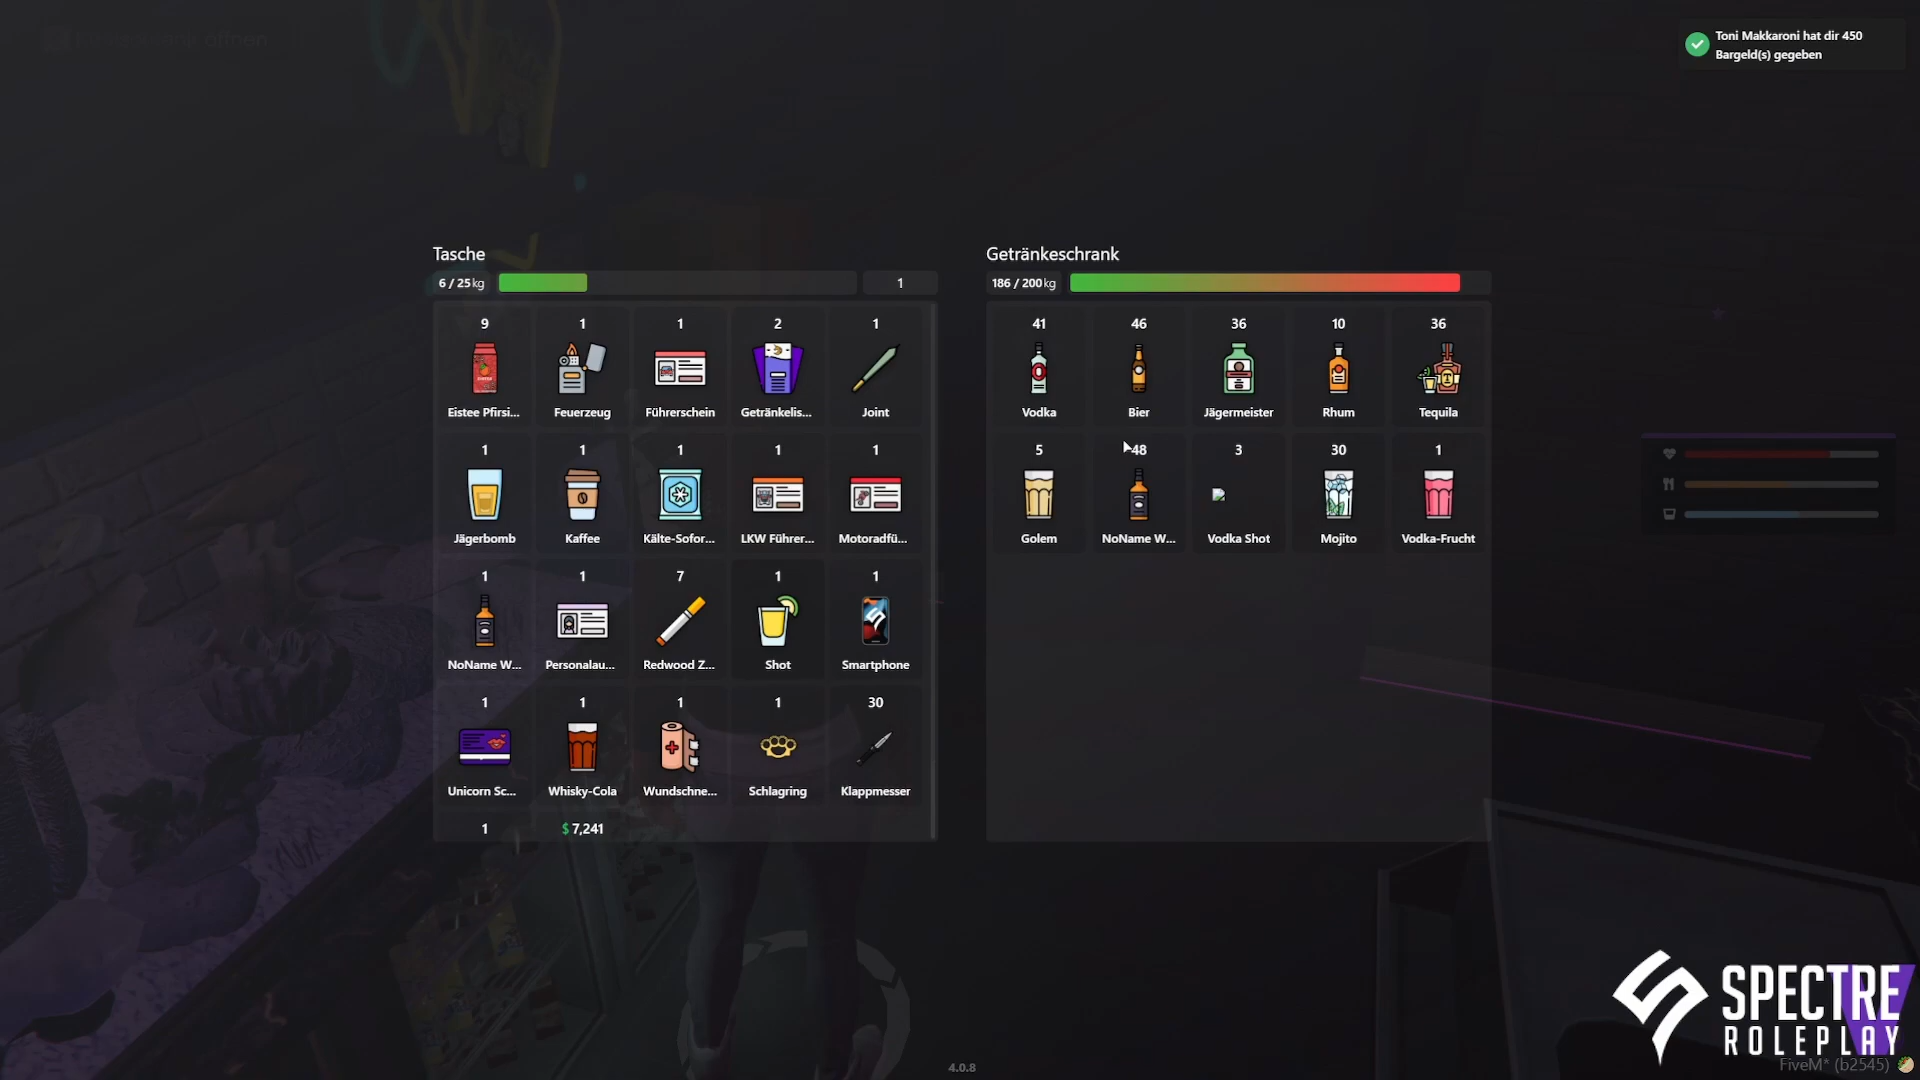 Toni Makkaroni hat dir 450
Bargeld(s) gegeben
öffnen
Tasche
6 / 25kg
1
9
1
1
2
1
Eistee Pfirsi...
Feuerzeug
Führerschein
Getränkelis...
Joint
1
1
1
1
1
Jägerbomb
Kaffee
Kälte-Sofor...
LKW Führer...
Motoradfü...
1
1
7
1
1
NoName W...
Personalau...
Redwood Z...
Shot
Smartphone
1
1
1
1
30
Unicorn Sc...
Whisky-Cola
Wundschne...
Schlagring
Klappmesser
1
$ 7,241
Getränkeschrank
186 / 200kg
41
46
36
10
36
Vodka
Bier
Jägermeister
Rhum
Tequila
5
48
3
30
1
Golem
NoName W...
Vodka Shot
Mojito
Vodka-Frucht
SPECTRE
V
ROLEPLAY
FiveM* (b2545)
4.0.8